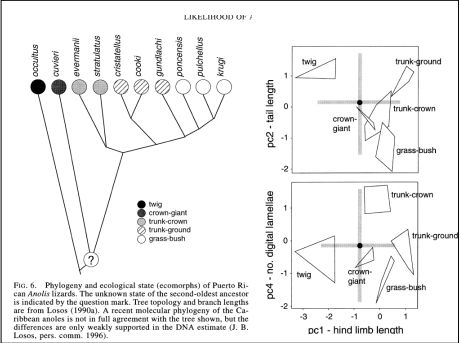 LIKELIHOOD OF
occultus
cuvieri
evermanii
stratulatus
cristatellus
cooki
gundlachi
poncensis
pulchellus
krugi
?
twig
crown-giant
trunk-crown
trunk-ground
grass-bush
FIG. 6. Phylogeny and ecological state (ecomorphs) of Puerto Ri-
can Anolis lizards. The unknown state of the second-oldest ancestor
is indicated by the question mark. Tree topology and branch lengths
are from Losos (1990a). A recent molecular phylogeny of the Ca-
ribbean anoles is not in full agreement with the tree shown, but the
differences are only weakly supported in the DNA estimate (J. B.
Losos, pers. comm. 1996).
pc2 - tail length
1
0
-1
-2
twig
trunk-ground
trunk-crown
crown-
giant
grass-bush
pc4 - no. digital lamellae
1
0
-1
-2
trunk-crown
trunk-ground
twig
crown-
giant
grass-bush
-3
-2
-1
0
1
pc1 - hind limb length